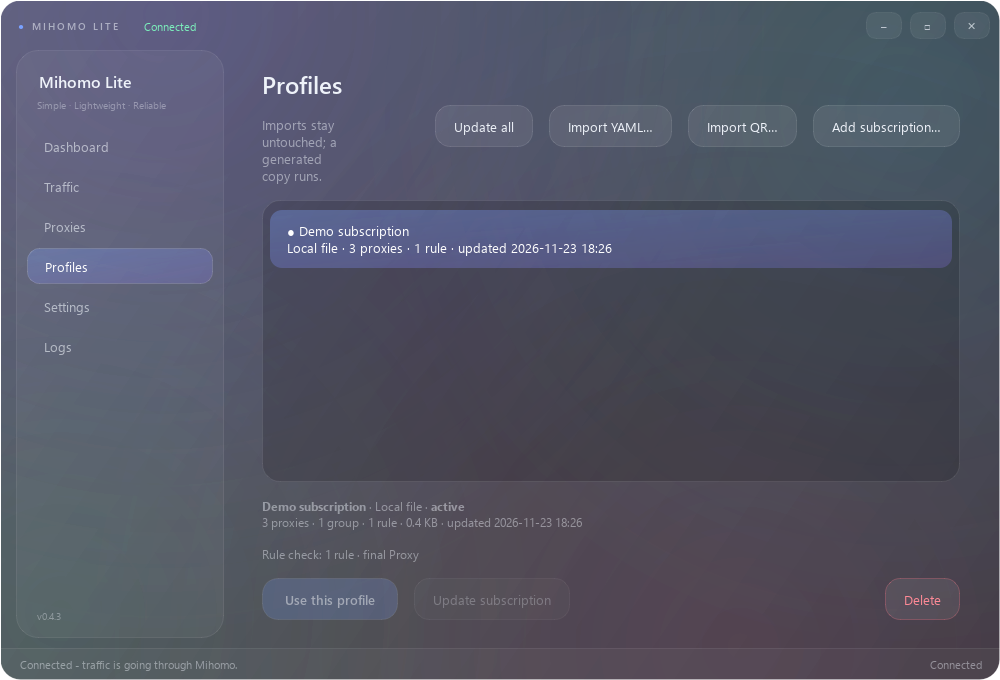 MIHOMO LITE
Connected
Mihomo Lite
Simple · Lightweight · Reliable
Dashboard
Traffic
Proxies
Profiles
Settings
Logs
v0.4.3
Profiles
Imports stay
untouched; a
generated
copy runs.
Update all
Import YAML...
Import QR...
Add subscription...
● Demo subscription
Local file · 3 proxies · 1 rule · updated 2026-11-23 18:26
Demo subscription · Local file · active
3 proxies · 1 group · 1 rule · 0.4 KB · updated 2026-11-23 18:26
Rule check: 1 rule · final Proxy
Use this profile
Update subscription
Delete
Connected - traffic is going through Mihomo.
Connected